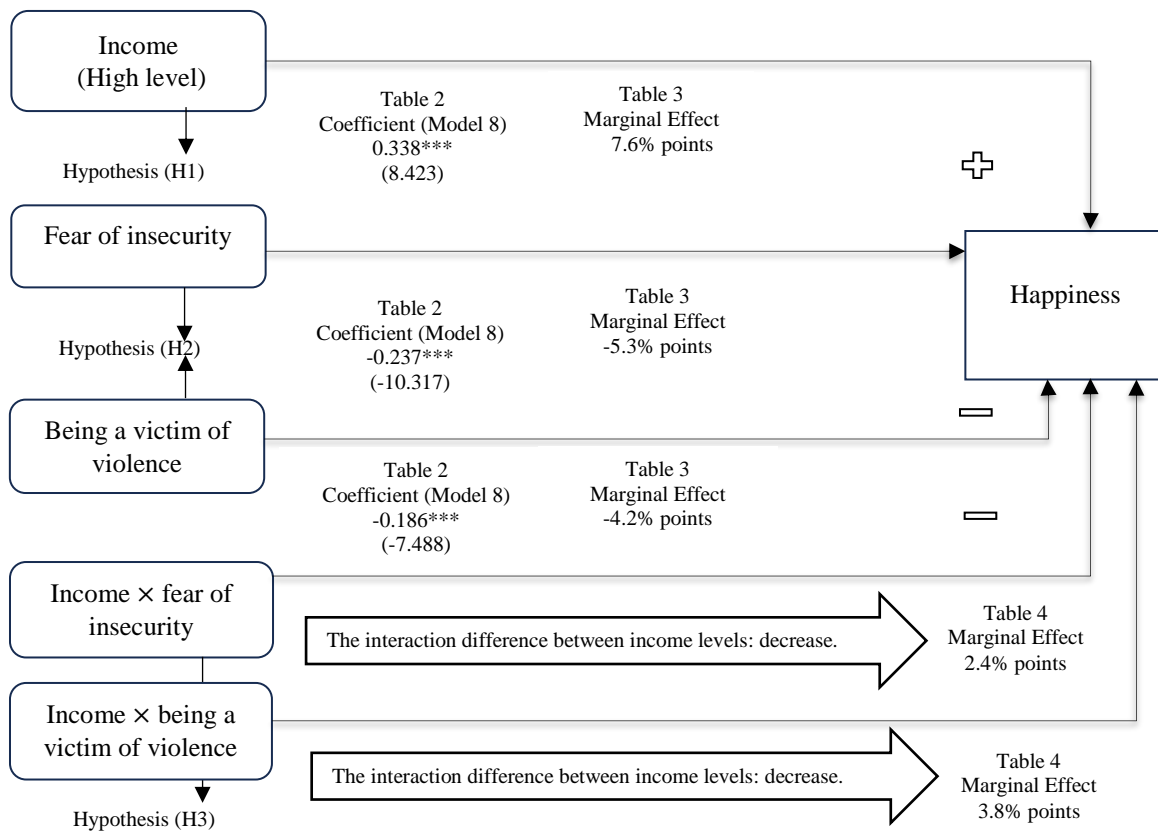 Income
(High level)
Hypothesis (H1)
Table 2
Coefficient (Model 8)
0.338***
(8.423)
Table 3
Marginal Effect
7.6% points
Fear of insecurity
Hypothesis (H2)
Table 2
Coefficient (Model 8)
-0.237***
(-10.317)
Table 3
Marginal Effect
-5.3% points
Happiness
Being a victim of
violence
Table 2
Coefficient (Model 8)
-0.186***
(-7.488)
Table 3
Marginal Effect
-4.2% points
Income × fear of
insecurity
The interaction difference between income levels: decrease.
Table 4
Marginal Effect
2.4% points
Income × being a
victim of violence
The interaction difference between income levels: decrease.
Table 4
Marginal Effect
3.8% points
Hypothesis (H3)